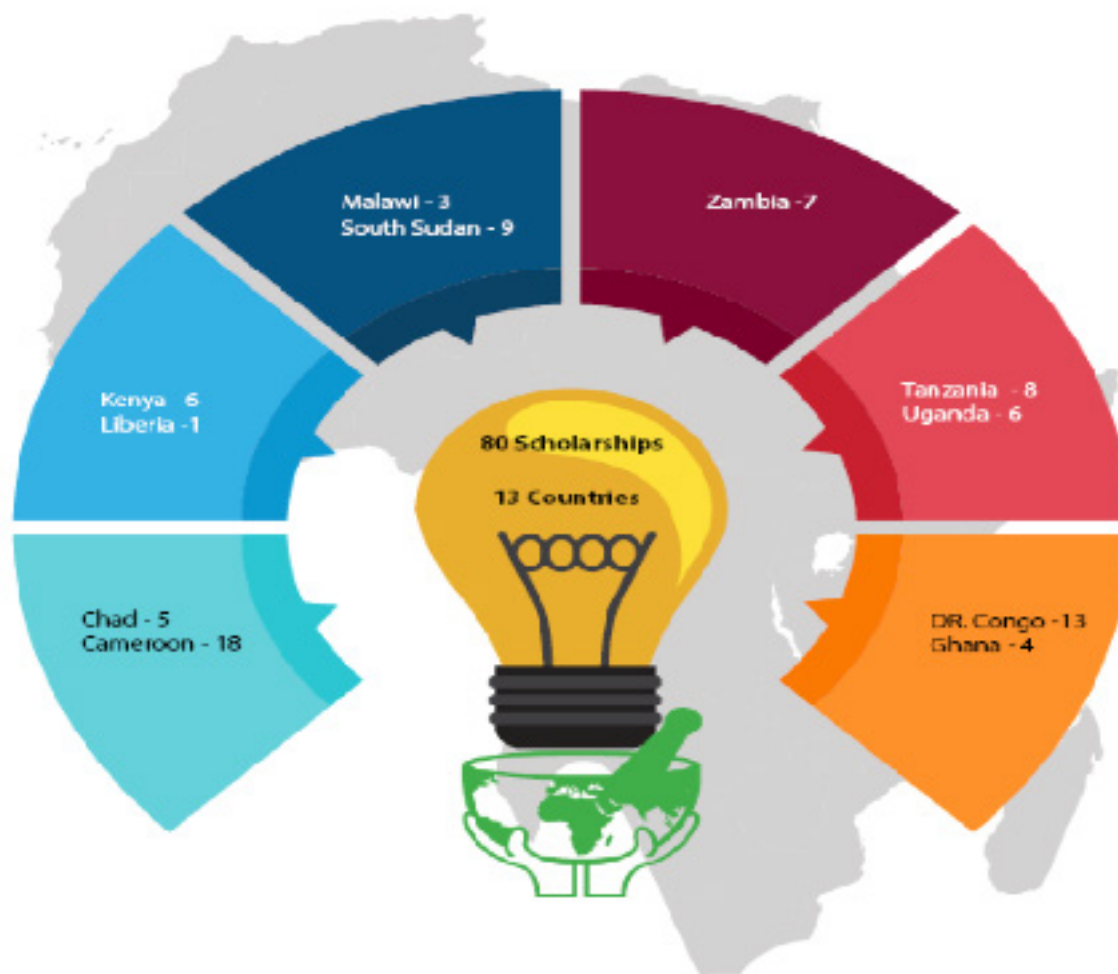 Malawi - 3
South Sudan - 9
Zambia -7
Kenya - 6
Liberia -1
Tanzania - 8
Uganda - 6
80 Scholarships
13 Countries
Chad - 5
Cameroon - 18
DR. Congo -13
Ghana - 4